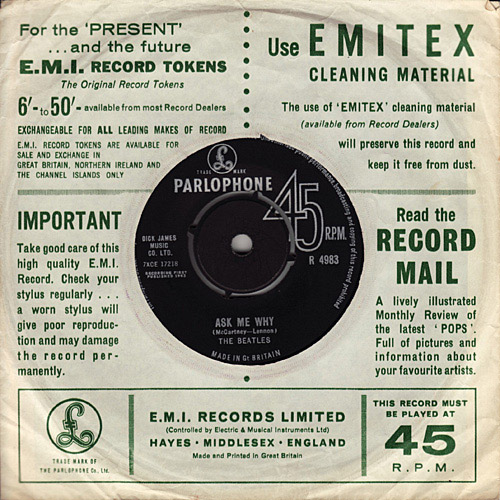 For the 'PRESENT'
...and the future
E.M.I. RECORD TOKENS
The Original Record Tokens
6'- to 50'- available from most Record Dealers
EXCHANGEABLE FOR ALL LEADING MAKES OF RECORD
E.M.I. RECORD TOKENS ARE AVAILABLE FOR
SALE AND EXCHANGE IN
GREAT BRITAIN, NORTHERN IRELAND AND
THE CHANNEL ISLANDS ONLY
Use EMITEX
CLEANING MATERIAL
The use of 'EMITEX' cleaning material
(available from Record Dealers)
will preserve this record and
keep it free from dust.
IMPORTANT
Take good care of this
high quality E.M.I.
Record. Check your
stylus regularly ...
a worn stylus will
give poor reproduc-
tion and may damage
the record per-
manently.
£
TRADE MARK
PARLOPHONE
45
R.P.M.
DICK JAMES
MUSIC
CO. LTD.
7XCE 17216
RECORDING FIRST
PUBLISHED 1963
R 4983
ASK ME WHY
(McCartney—Lennon)
THE BEATLES
MADE IN GT BRITAIN
Read the
RECORD
MAIL
A lively illustrated
Monthly Review of
the latest 'POPS'.
Full of pictures and
information about
your favourite artists.
£
TRADE MARK OF
THE PARLOPHONE Co. Ltd.
E.M.I. RECORDS LIMITED
(Controlled by Electric & Musical Industries Ltd)
HAYES • MIDDLESEX • ENGLAND
Made and Printed in Great Britain
THIS RECORD MUST
BE PLAYED AT
45
R.P.M.